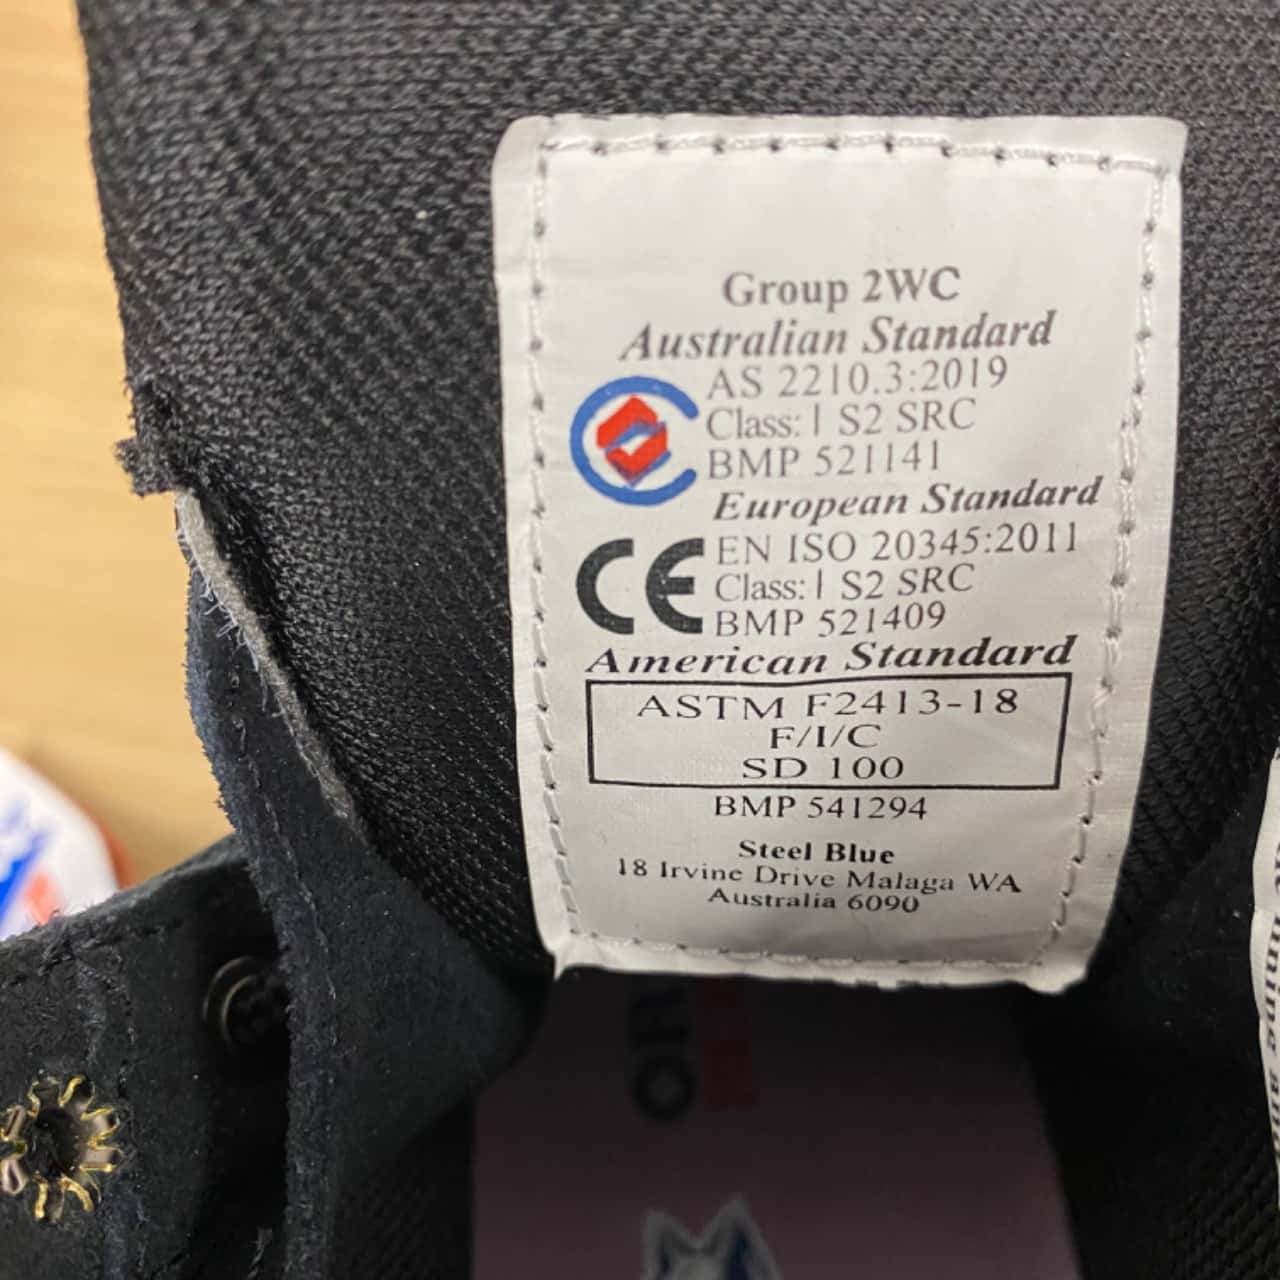 Group 2WC
Australian Standard
AS 2210.3:2019
Class: I S2 SRC
BMP 521141
European Standard
CE
EN ISO 20345:2011
Class: I S2 SRC
BMP 521409
American Standard
ASTM F2413-18
F/I/C
SD 100
BMP 541294
Steel Blue
18 Irvine Drive Malaga WA
Australia 6090